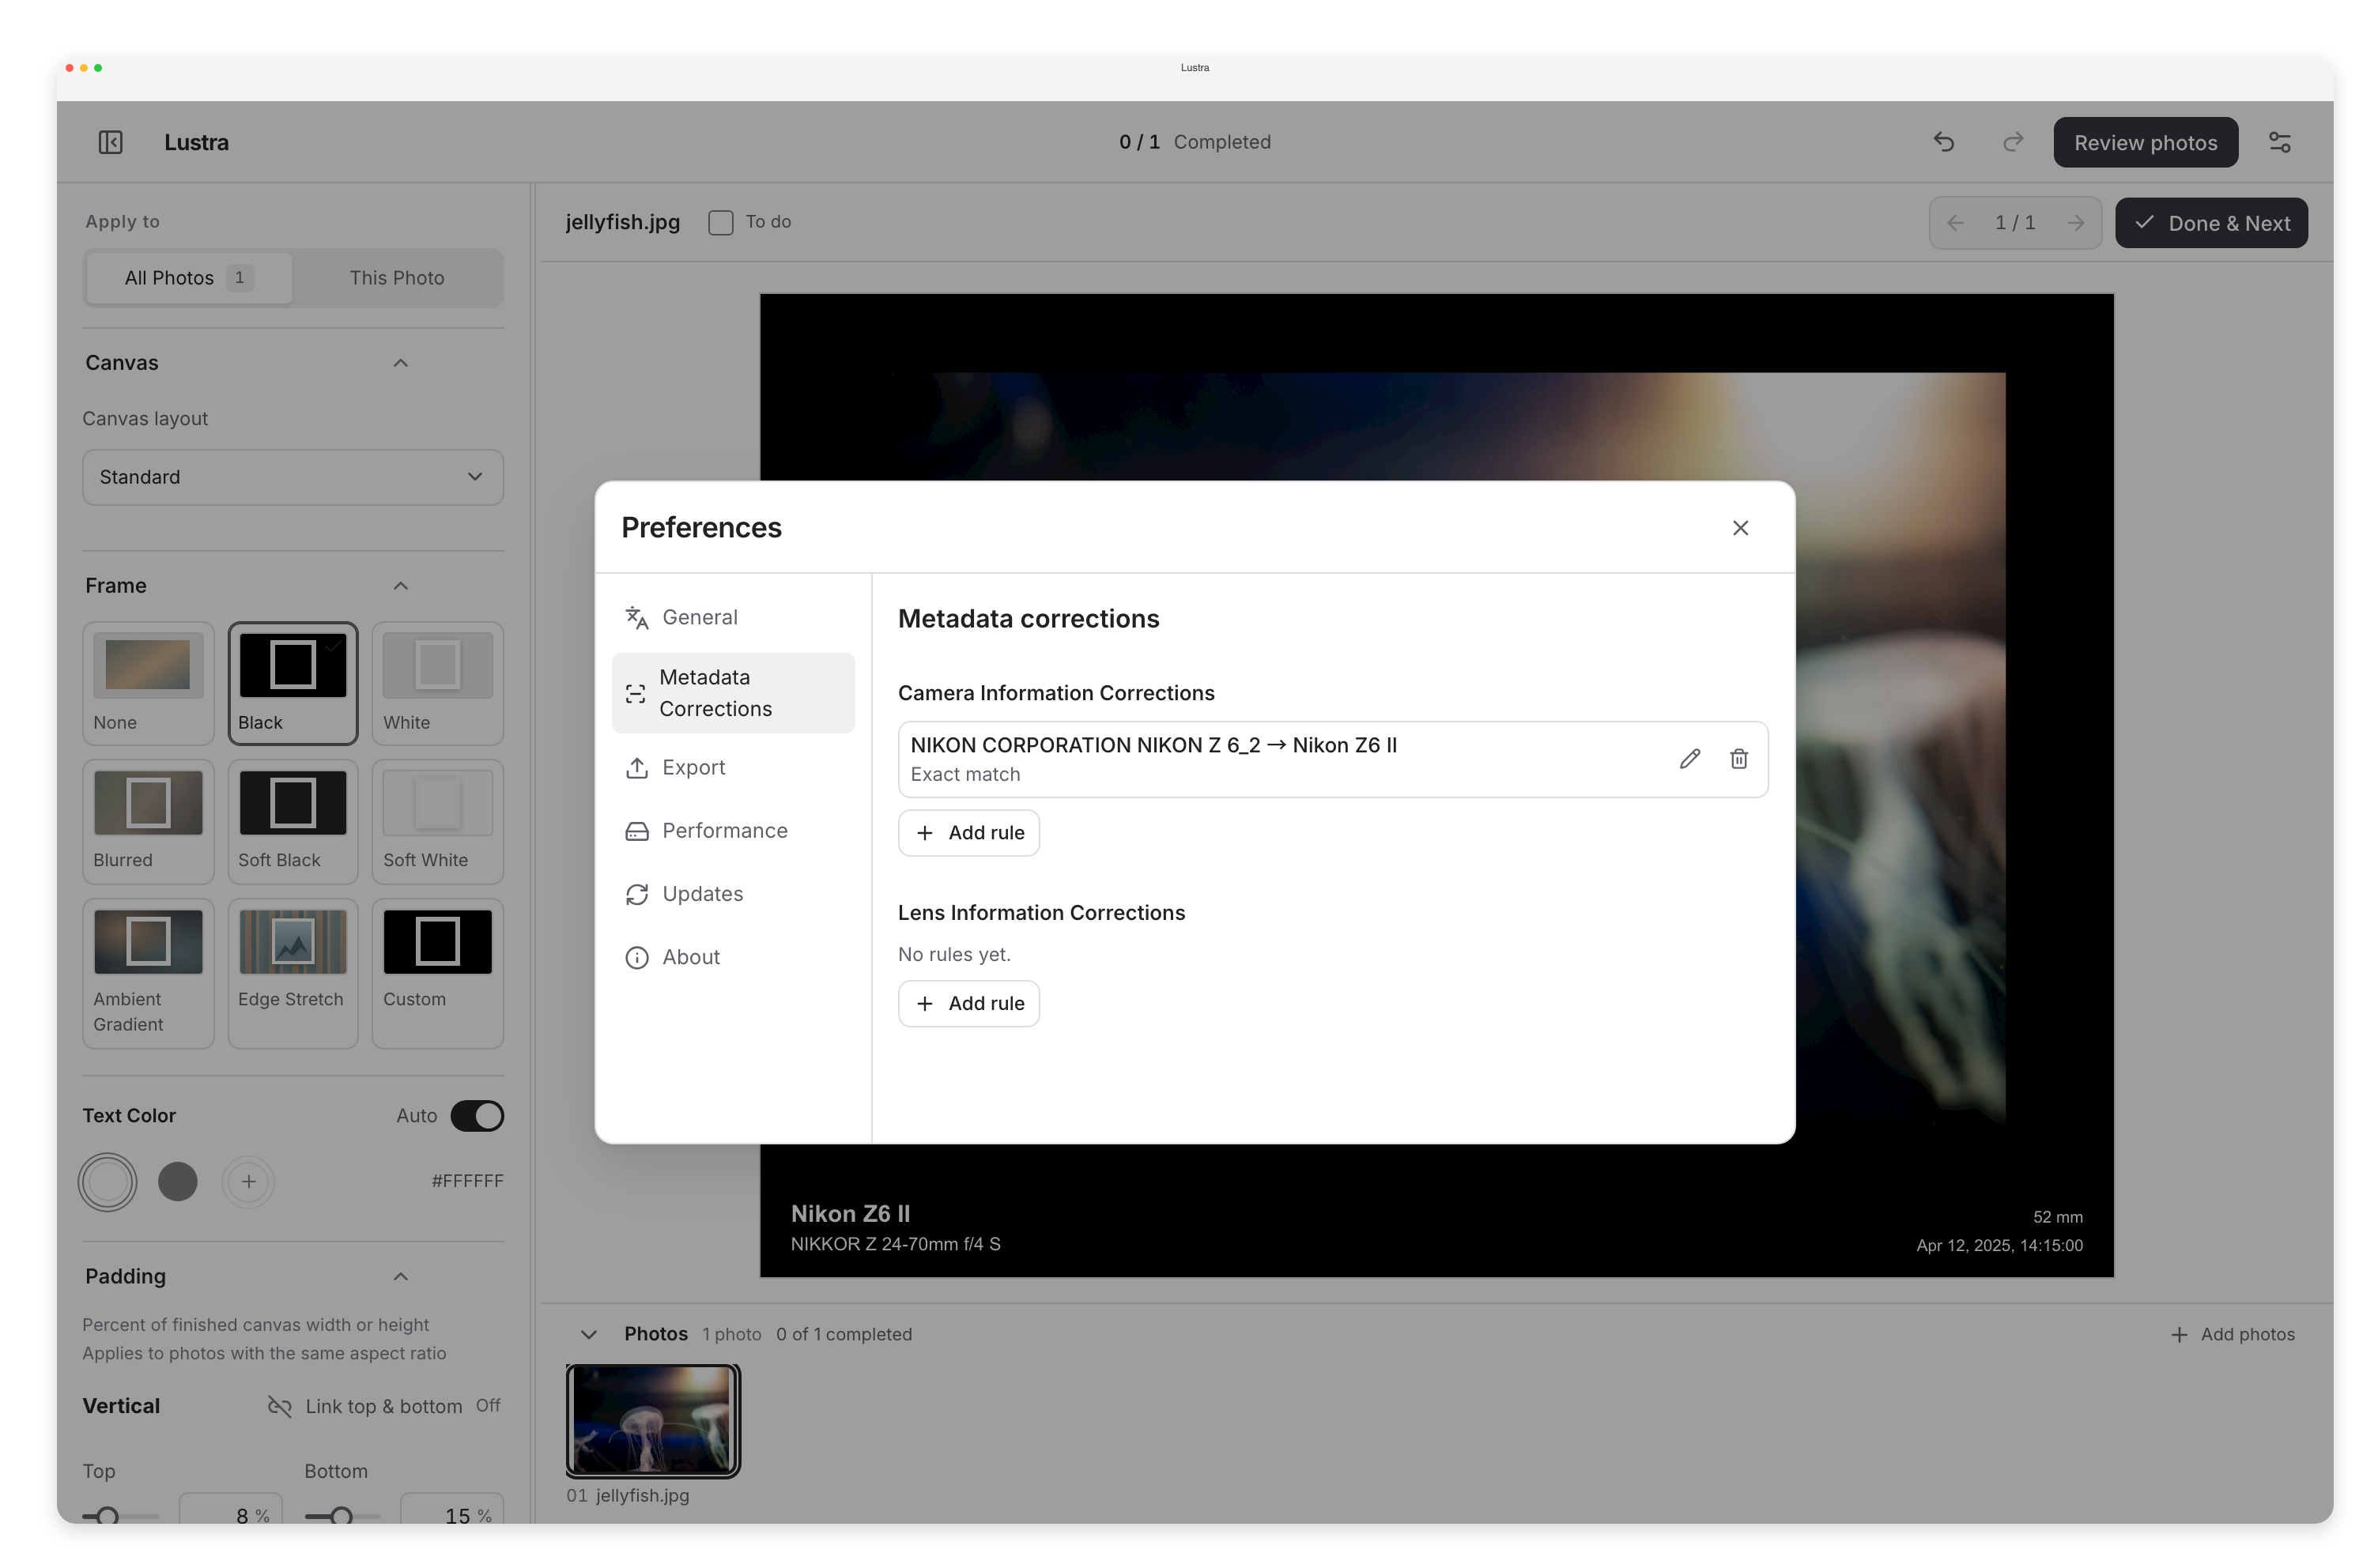 Lustra
Lustra
0 / 1 Completed
Review photos
Apply to
All Photos 1
This Photo
Canvas
Canvas layout
Standard
Frame
None
Black
White
Blurred
Soft Black
Soft White
Ambient
Gradient
Edge Stretch
Custom
Text Color
Auto
#FFFFFF
Padding
Percent of finished canvas width or height
Applies to photos with the same aspect ratio
Vertical
Link top & bottom Off
Top
Bottom
8 %
15 %
jellyfish.jpg
To do
1 / 1
Done & Next
Preferences
General
Metadata
Corrections
Export
Performance
Updates
About
Metadata corrections
Camera Information Corrections
NIKON CORPORATION NIKON Z 6_2 → Nikon Z6 II
Exact match
Add rule
Lens Information Corrections
No rules yet.
Add rule
Nikon Z6 II
NIKKOR Z 24-70mm f/4 S
52 mm
Apr 12, 2025, 14:15:00
Photos 1 photo 0 of 1 completed
Add photos
01 jellyfish.jpg